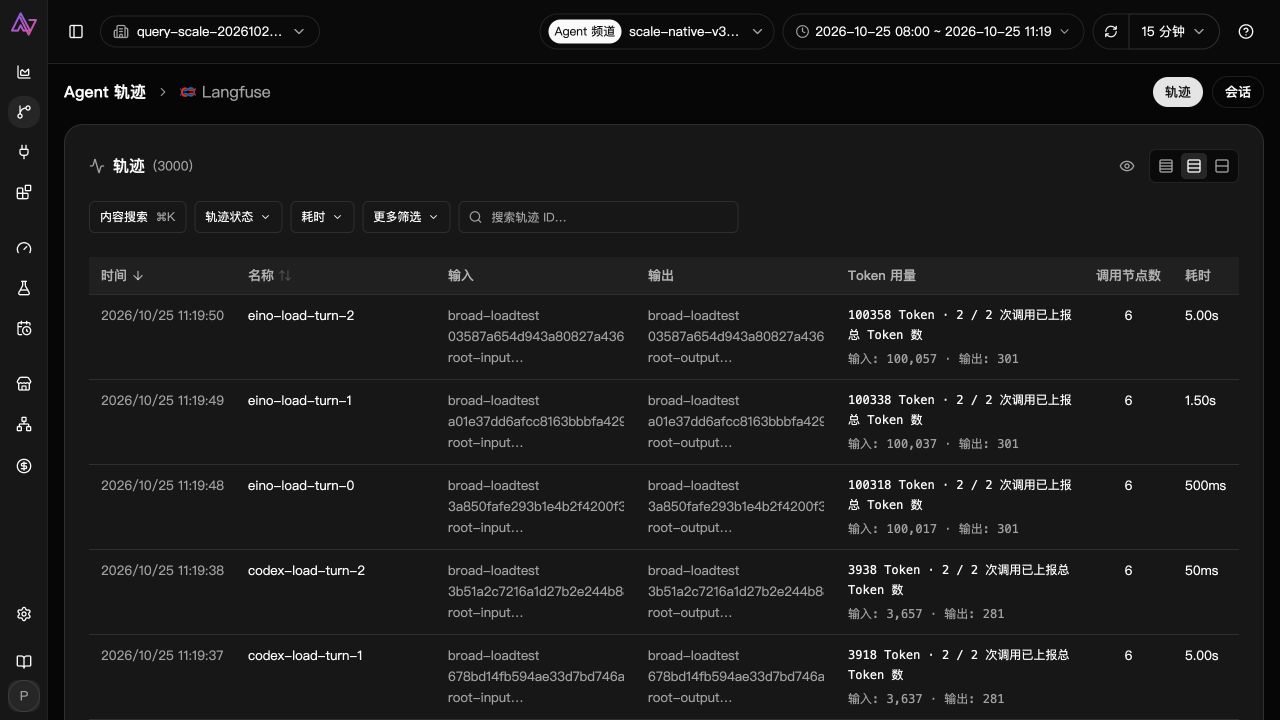 query-scale-2026102...
Agent 频道 scale-native-v3...
2026-10-25 08:00 ~ 2026-10-25 11:19
15 分钟
Agent 轨迹 > Langfuse
轨迹 会话
轨迹 (3000)
内容搜索 ⌘K 轨迹状态 耗时 更多筛选 搜索轨迹 ID...
时间 名称 输入 输出 Token 用量 调用节点数 耗时
2026/10/25 11:19:50 eino-load-turn-2 broad-loadtest broad-loadtest 100358 Token · 2 / 2 次调用已上报 6 5.00s
03587a654d943a80827a436 03587a654d943a80827a436 总 Token 数
root-input... root-output... 输入: 100,057 · 输出: 301
2026/10/25 11:19:49 eino-load-turn-1 broad-loadtest broad-loadtest 100338 Token · 2 / 2 次调用已上报 6 1.50s
a01e37dd6afcc8163bbbfa429 a01e37dd6afcc8163bbbfa429 总 Token 数
root-input... root-output... 输入: 100,037 · 输出: 301
2026/10/25 11:19:48 eino-load-turn-0 broad-loadtest broad-loadtest 100318 Token · 2 / 2 次调用已上报 6 500ms
3a850fafe293b1e4b2f4200f3 3a850fafe293b1e4b2f4200f3 总 Token 数
root-input... root-output... 输入: 100,017 · 输出: 301
2026/10/25 11:19:38 codex-load-turn-2 broad-loadtest broad-loadtest 3938 Token · 2 / 2 次调用已上报总 6 50ms
3b51a2c7216a1d27b2e244b8 3b51a2c7216a1d27b2e244b8 Token 数
root-input... root-output... 输入: 3,657 · 输出: 281
2026/10/25 11:19:37 codex-load-turn-1 broad-loadtest broad-loadtest 3918 Token · 2 / 2 次调用已上报总 6 5.00s
678bd14fb594ae33d7bd746a 678bd14fb594ae33d7bd746a Token 数
root-input... root-output... 输入: 3,637 · 输出: 281
P